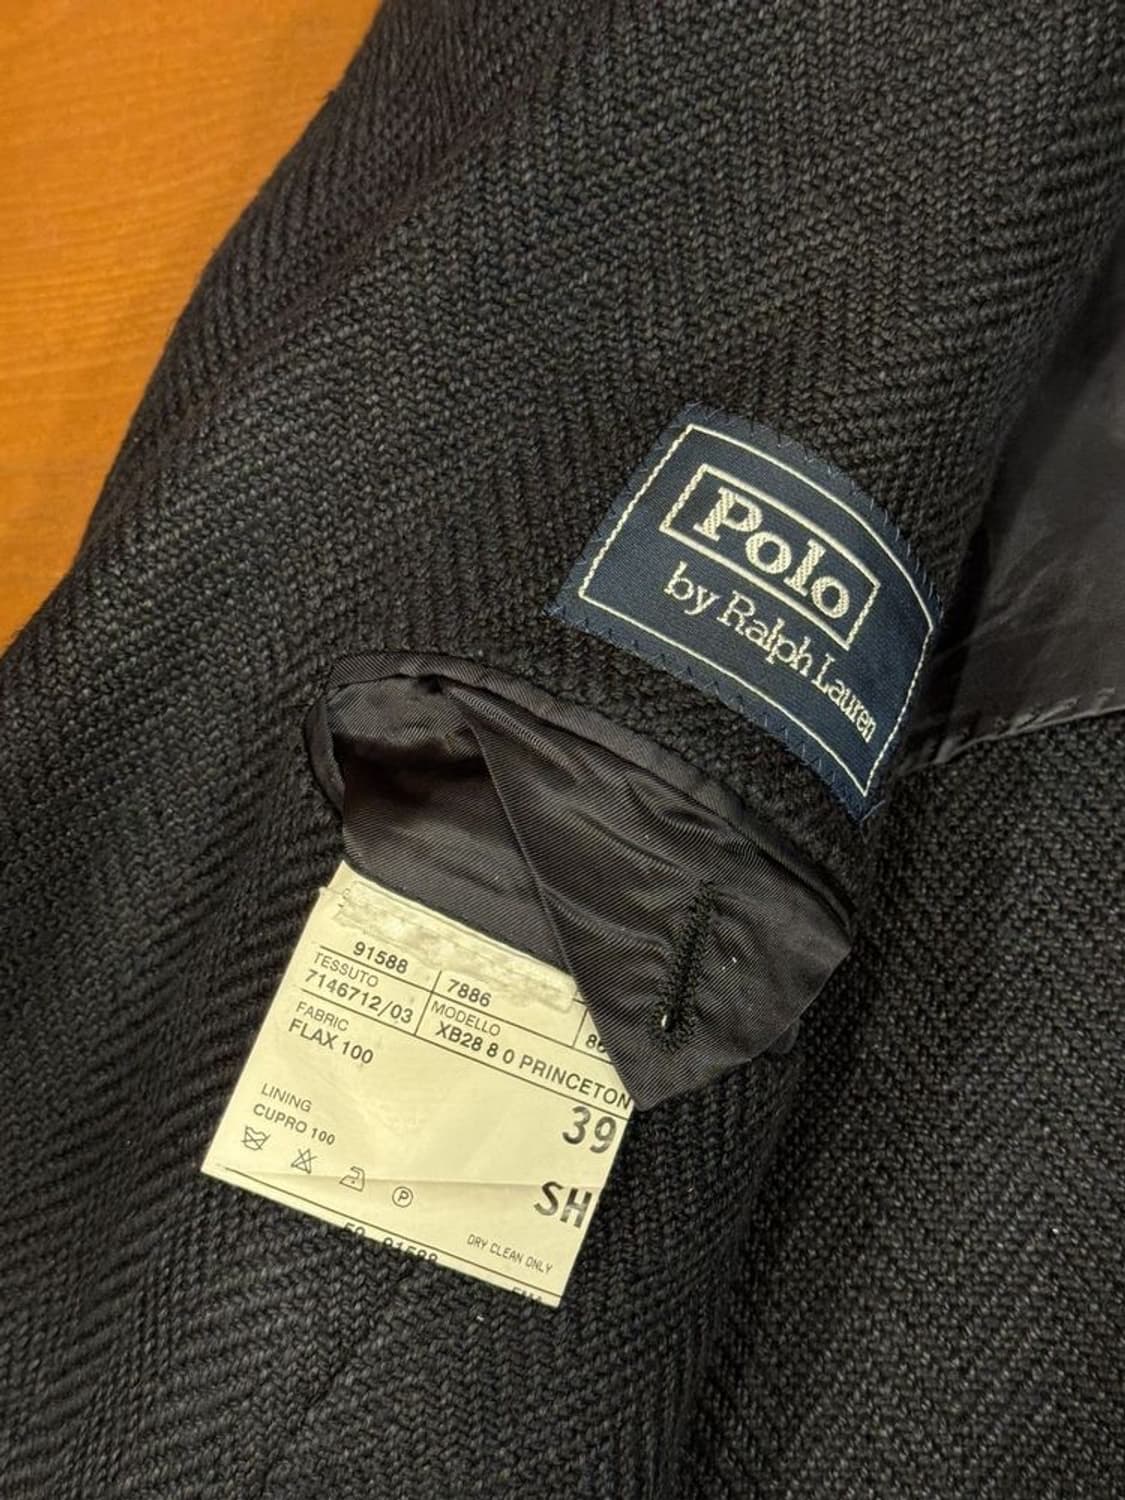 Polo
by Ralph Lauren
91588
7886
TESSUTO
MODELLO
7146712/03
XB28 8 0 PRINCETON
FABRIC
FLAX 100
39
LINING
CUPRO 100
SH
P
DRY CLEAN ONLY